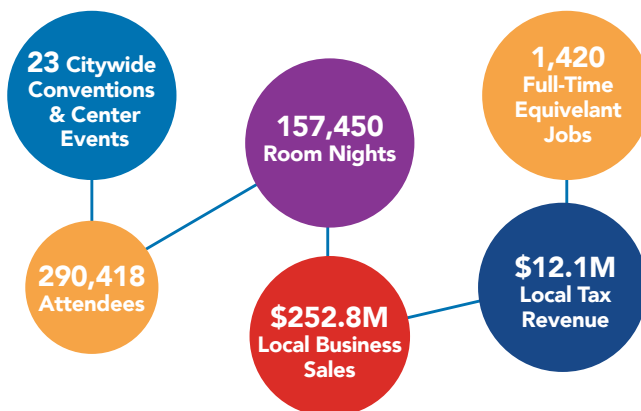 23 Citywide
Conventions
& Center
Events
290,418
Attendees
157,450
Room Nights
$252.8M
Local Business
Sales
$12.1M
Local Tax
Revenue
1,420
Full-Time
Equivelant
Jobs